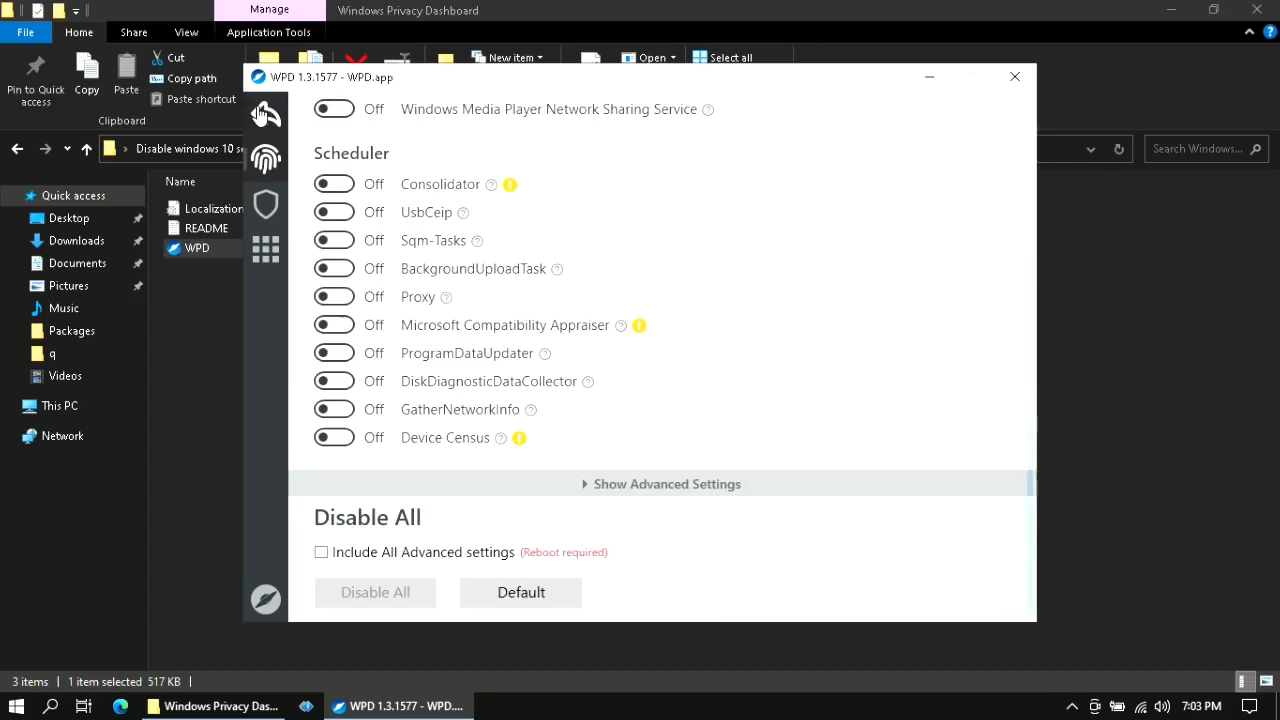 Manage
Windows Privacy Dashboard
File
Home
Share
View
Application Tools
Pin to Quick access
Copy
Paste
Cut
Copy path
Paste shortcut
New item
Open
Select all
Clipboard
WPD 1.3.1577 - WPD.app
Disable windows 10 se
Search Windows...
Quick access
Desktop
Downloads
Documents
Pictures
Music
Packages
q
Videos
This PC
Network
Name
Localization
README
WPD
Off Windows Media Player Network Sharing Service
Scheduler
Off Consolidator
Off UsbCeip
Off Sqm-Tasks
Off BackgroundUploadTask
Off Proxy
Off Microsoft Compatibility Appraiser
Off ProgramDataUpdater
Off DiskDiagnosticDataCollector
Off GatherNetworkInfo
Off Device Census
Show Advanced Settings
Disable All
Include All Advanced settings (Reboot required)
Disable All
Default
3 items
1 item selected 517 KB
Windows Privacy Das...
WPD 1.3.1577 - WPD....
7:03 PM